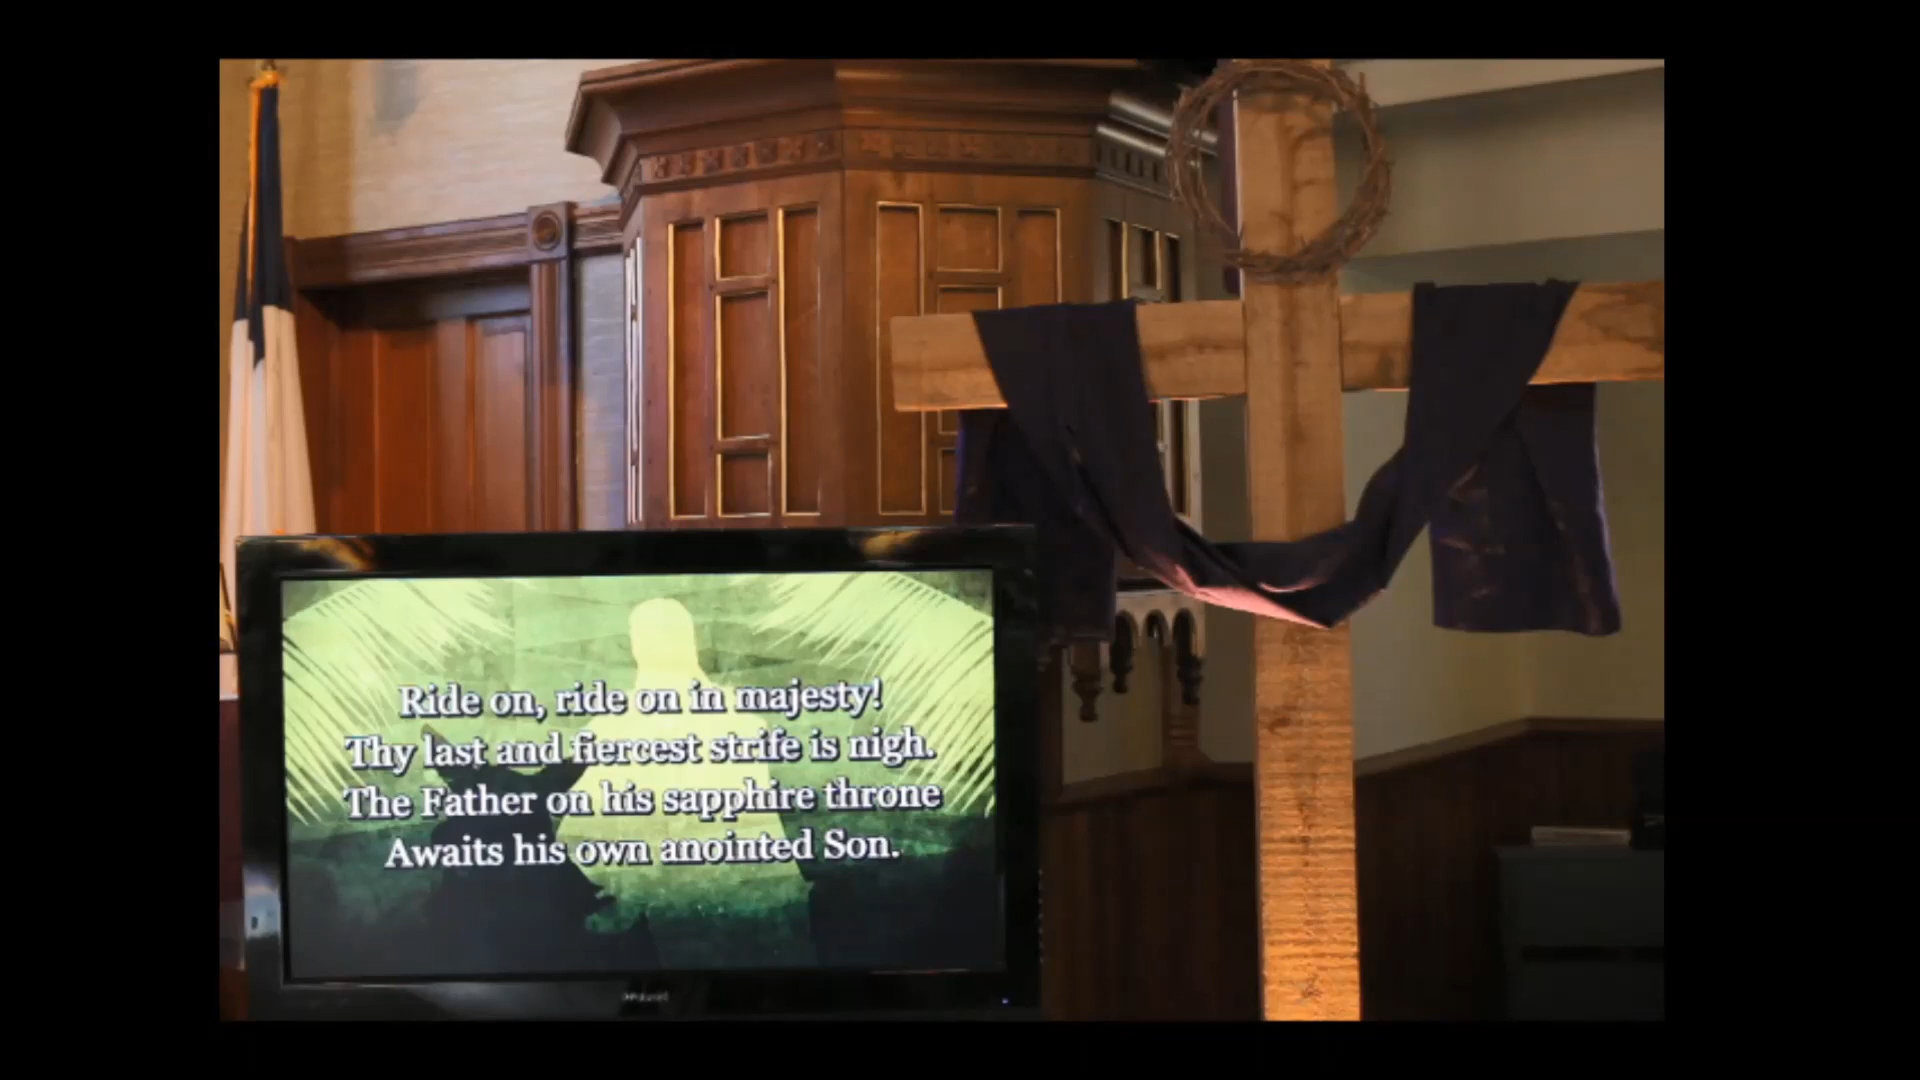 Ride on, ride on in majesty!
Thy last and fiercest strife is nigh.
The Father on his sapphire throne
Awaits his own anointed Son.